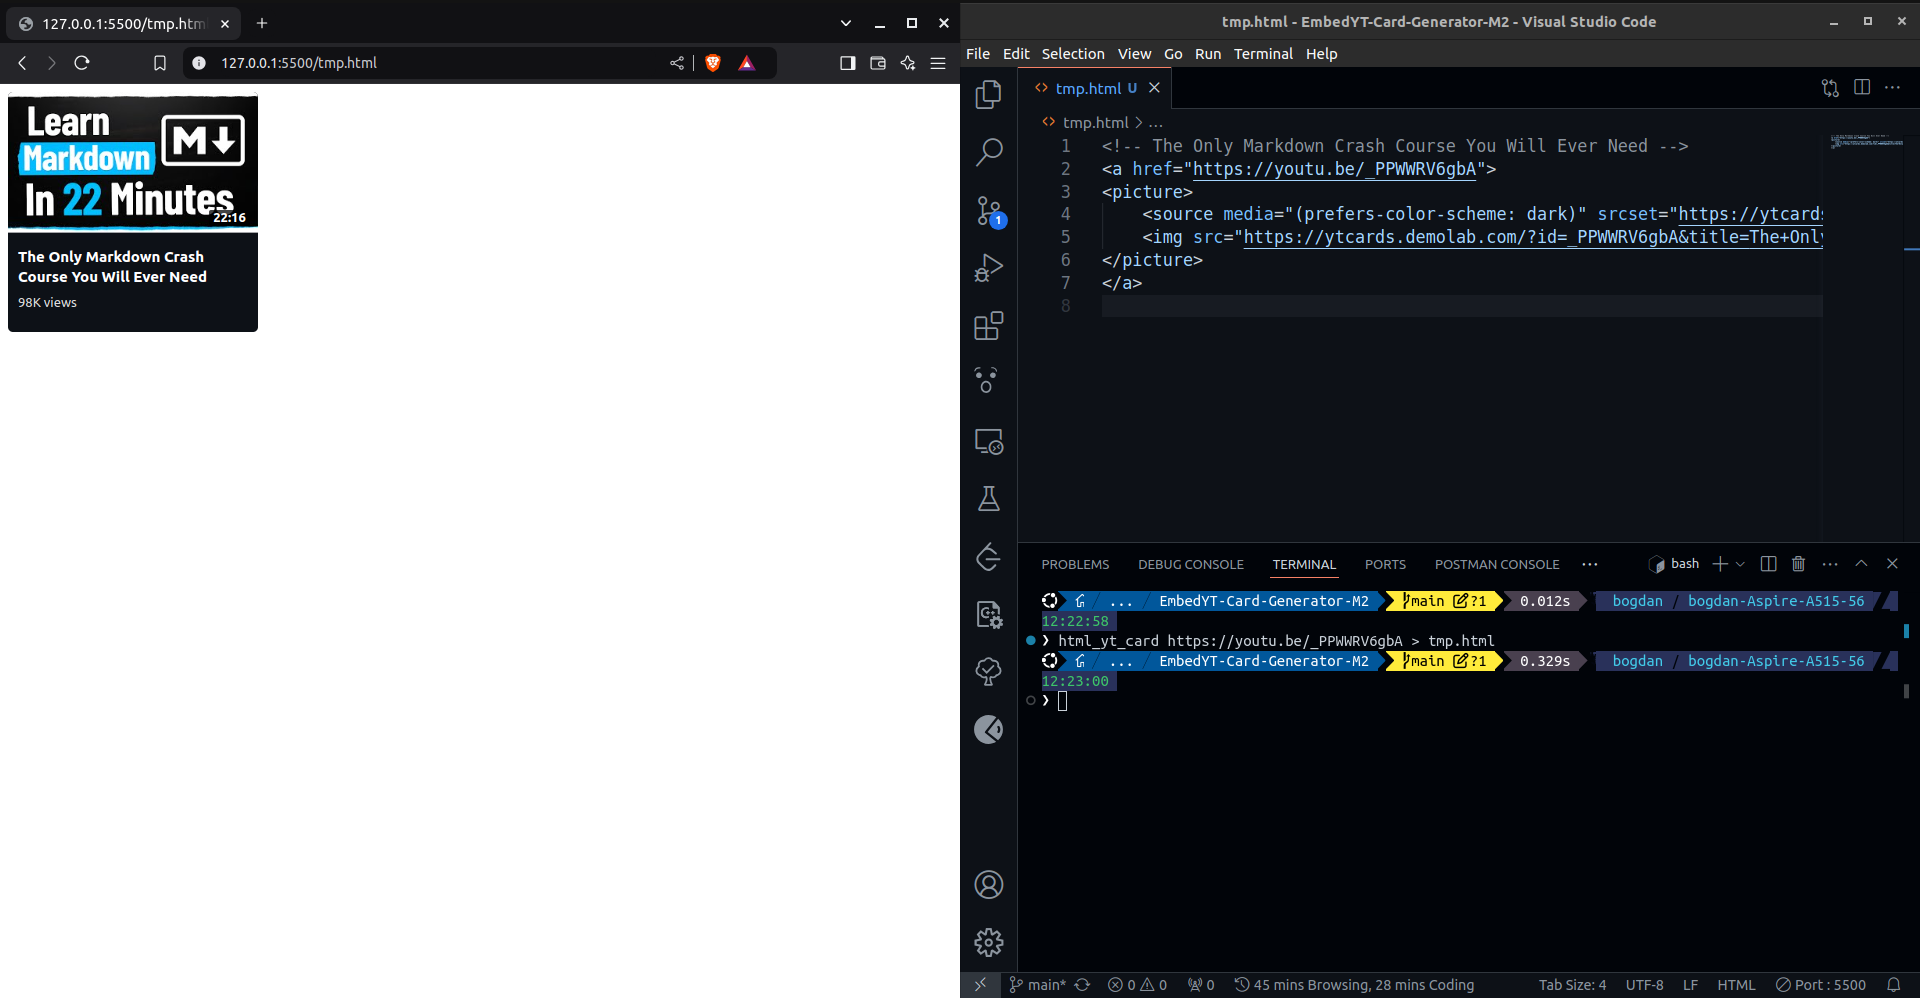 127.0.0.1:5500/tmp.htm
127.0.0.1:5500/tmp.html
Learn
Markdown
M
In 22 Minutes
22:16
The Only Markdown Crash
Course You Will Ever Need
98K views
tmp.html - EmbedYT-Card-Generator-M2 - Visual Studio Code
File Edit Selection View Go Run Terminal Help
<> tmp.html U
<> tmp.html > ...
1 <!-- The Only Markdown Crash Course You Will Ever Need -->
2 <a href="https://youtu.be/_PPWWRV6gbA">
3 <picture>
4 <source media="(prefers-color-scheme: dark)" srcset="https://ytcards
5 <img src="https://ytcards.demolab.com/?id=_PPWWRV6gbA&title=The+Only
6 </picture>
7 </a>
8
1
PROBLEMS DEBUG CONSOLE TERMINAL PORTS POSTMAN CONSOLE ... bash
... EmbedYT-Card-Generator-M2 main ?1 0.012s bogdan / bogdan-Aspire-A515-56
12:22:58
❯ html_yt_card https://youtu.be/_PPWWRV6gbA > tmp.html
... EmbedYT-Card-Generator-M2 main ?1 0.329s bogdan / bogdan-Aspire-A515-56
12:23:00
❯
main* 0 0 0 45 mins Browsing, 28 mins Coding Tab Size: 4 UTF-8 LF HTML Port : 5500